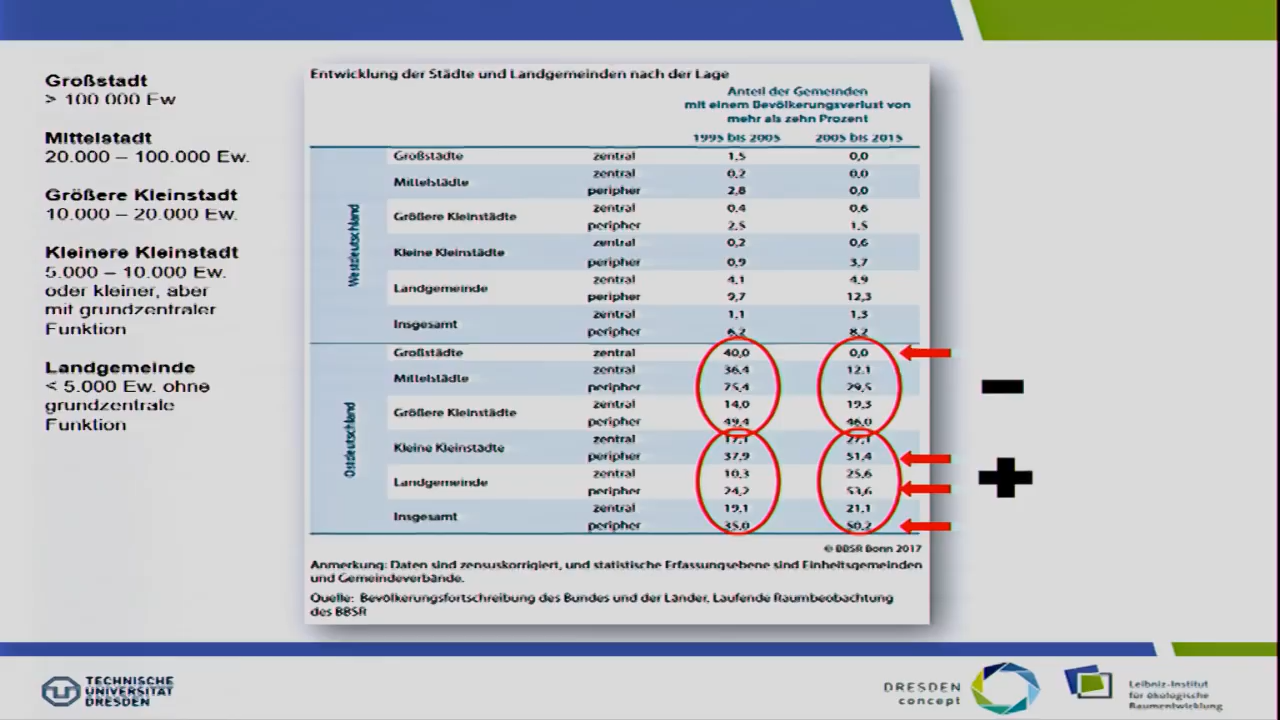 Großstadt
> 100 000 Ew
Mittelstadt
20.000 – 100.000 Ew.
Größere Kleinstadt
10.000 – 20.000 Ew.
Kleinere Kleinstadt
5.000 – 10.000 Ew.
oder kleiner, aber
mit grundzentraler
Funktion
Landgemeinde
< 5.000 Ew. ohne
grundzentrale
Funktion
Entwicklung der Städte und Landgemeinden nach der Lage
Anteil der Gemeinden
mit einem Bevölkerungsverlust von
mehr als zehn Prozent
1995 bis 2005 2005 bis 2015
Westdeutschland
Großstädte zentral 1,5 0,0
Mittelstädte zentral 0,2 0,0
peripher 2,8 0,0
Größere Kleinstädte zentral 0,4 0,6
peripher 2,5 1,5
Kleine Kleinstädte zentral 0,2 0,6
peripher 0,9 3,7
Landgemeinde zentral 4,1 4,9
peripher 9,7 12,3
Insgesamt zentral 1,1 1,3
peripher 6,2 8,2
Ostdeutschland
Großstädte zentral 40,0 0,0
Mittelstädte zentral 36,4 12,1
peripher 75,4 29,5
Größere Kleinstädte zentral 14,0 19,3
peripher 49,4 46,0
Kleine Kleinstädte zentral 17,1 27,1
peripher 37,9 51,4
Landgemeinde zentral 10,3 25,6
peripher 24,2 53,6
Insgesamt zentral 19,1 21,1
peripher 35,0 50,2
© BBSR Bonn 2017
Anmerkung: Daten sind zensuskorrigiert, und statistische Erfassungsebene sind Einheitsgemeinden
und Gemeindeverbände.
Quelle: Bevölkerungsfortschreibung des Bundes und der Länder, Laufende Raumbeobachtung
des BBSR
–
+
TECHNISCHE
UNIVERSITÄT
DRESDEN
DRESDEN
concept
Leibniz-Institut
für ökologische
Raumentwicklung